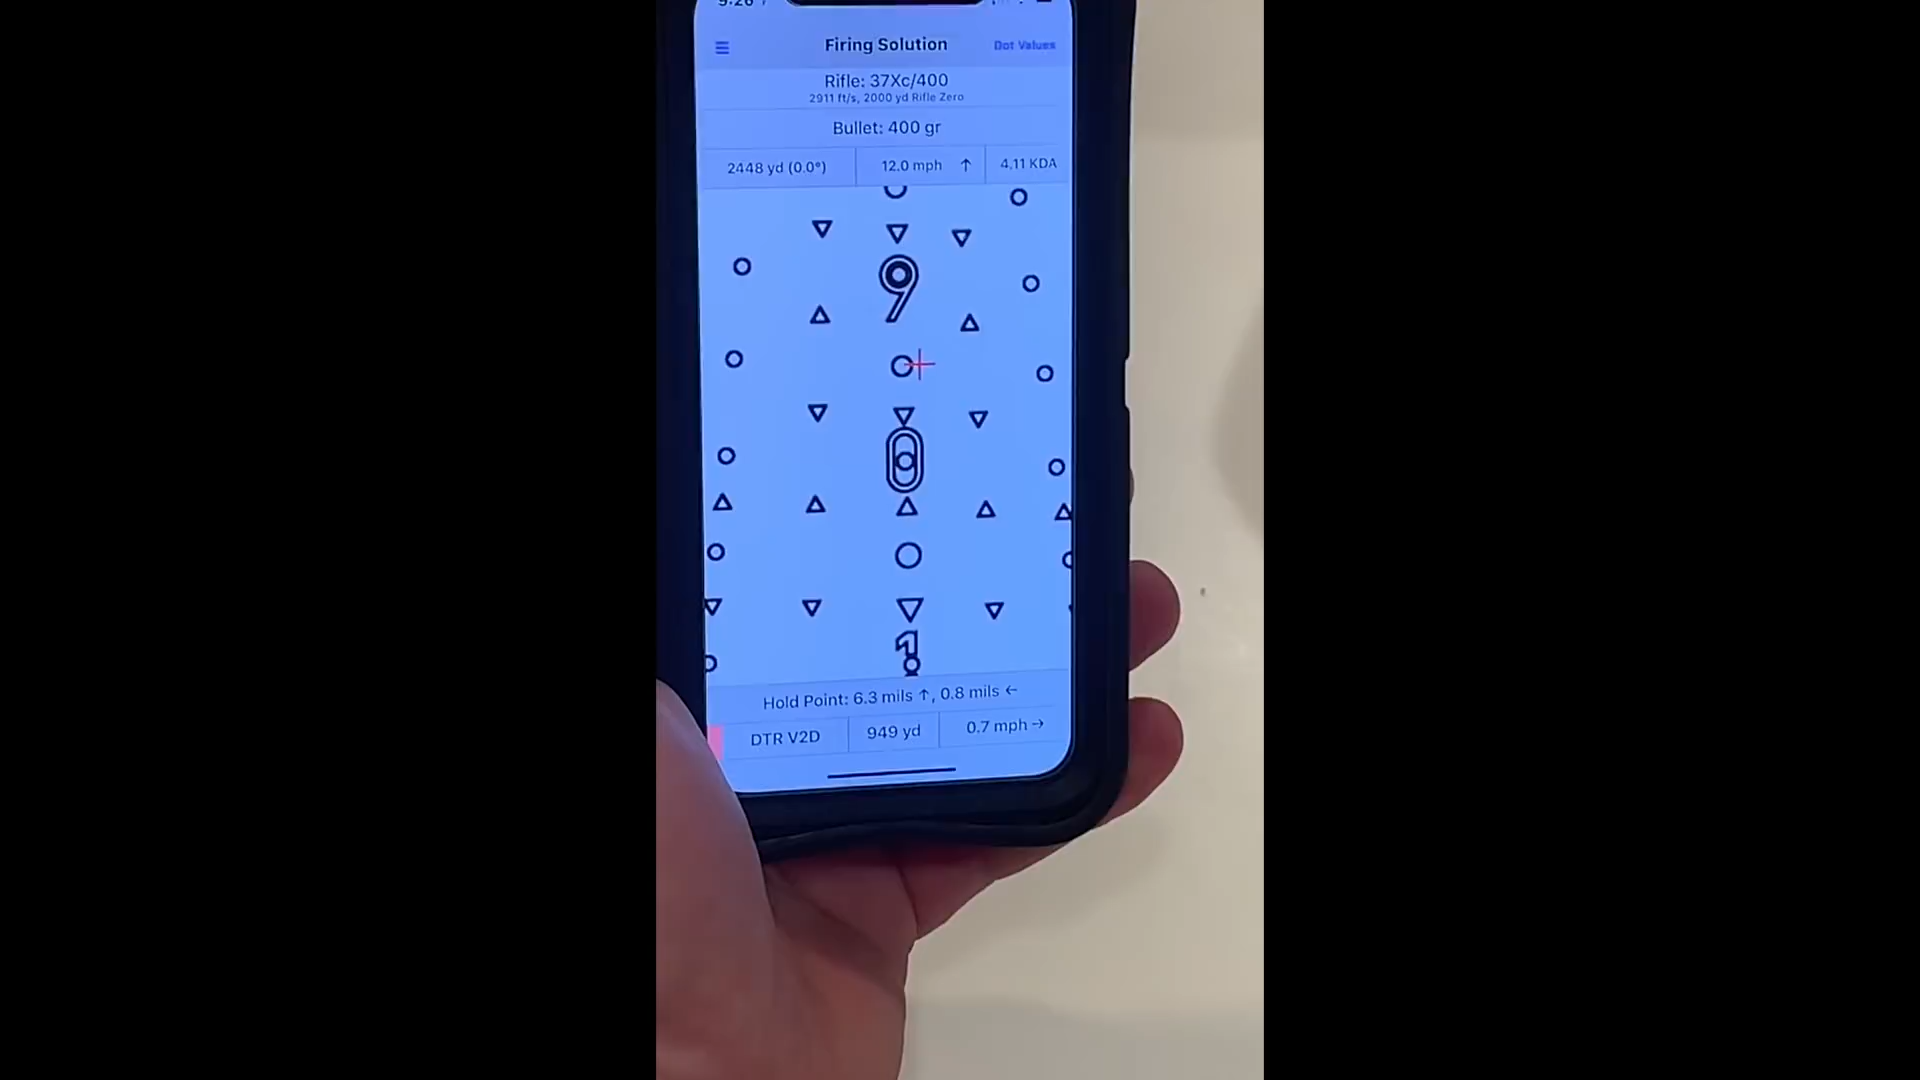 Firing Solution Dot Values
Rifle: 37Xc/400
2911 ft/s, 2000 yd Rifle Zero
Bullet: 400 gr
2448 yd (0.0°) 12.0 mph ↑ 4.11 KDA
9
0
1
Hold Point: 6.3 mils ↑, 0.8 mils ←
DTR V2D 949 yd 0.7 mph →